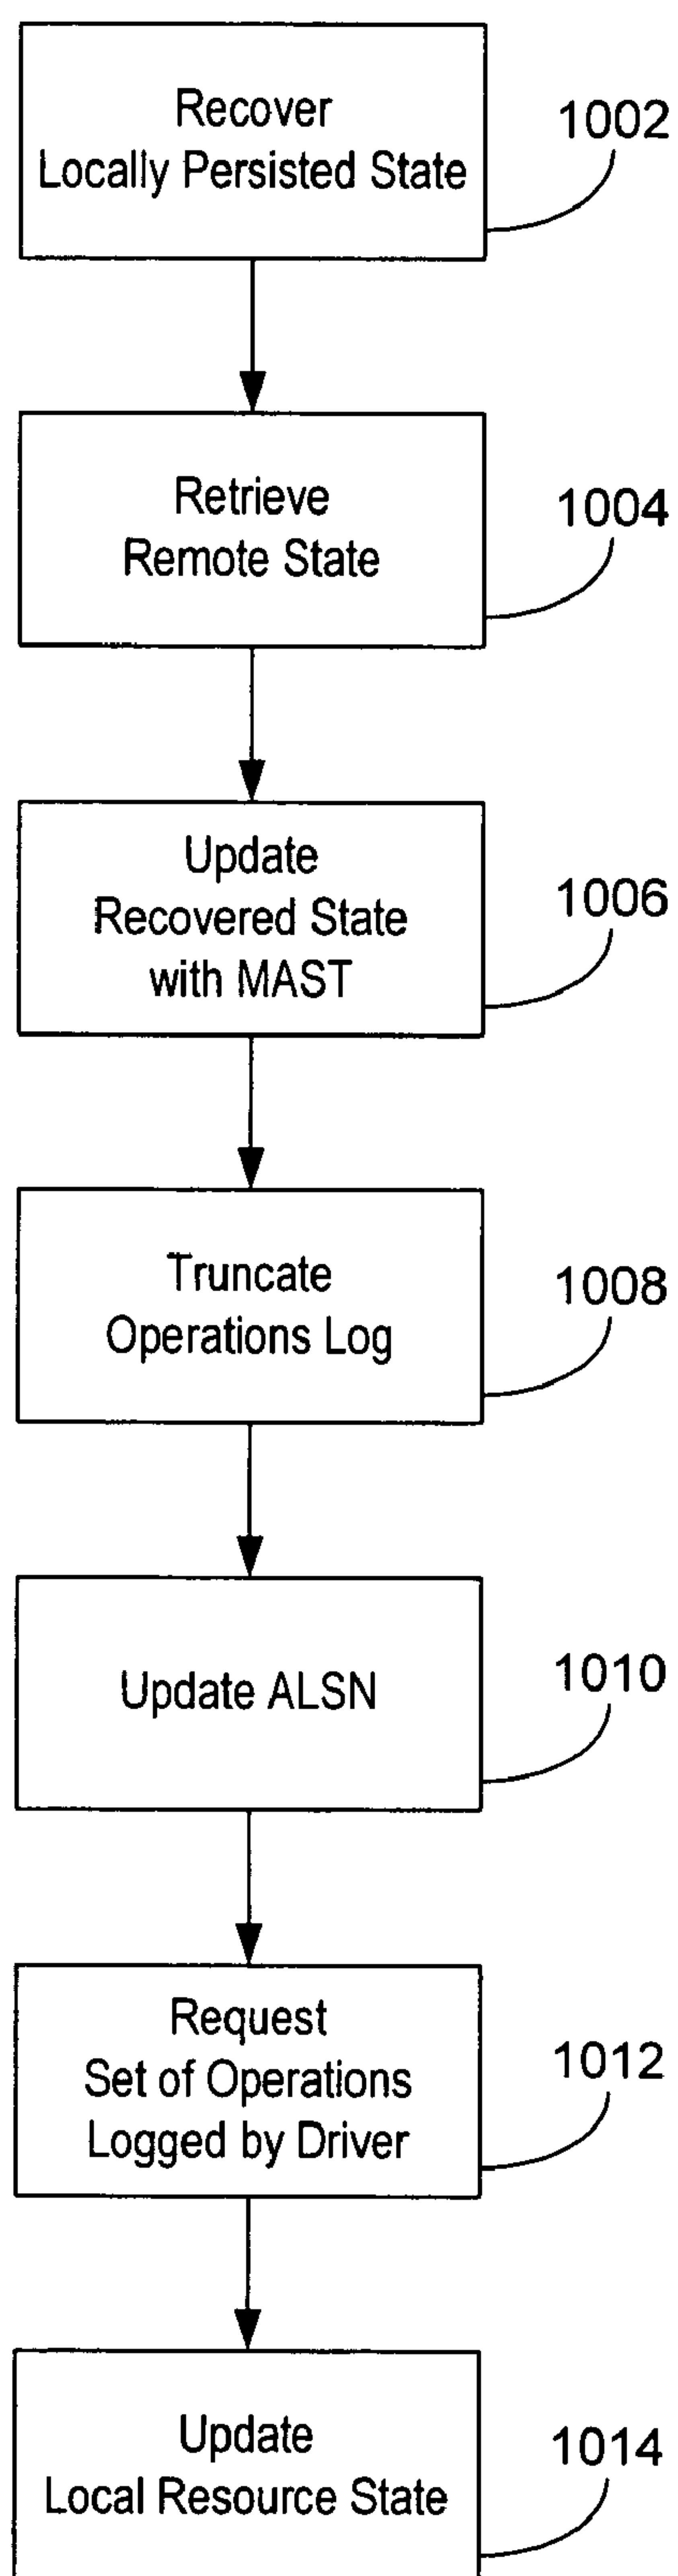 Recover
Locally Persisted State
1002
Retrieve
Remote State
1004
Update
Recovered State
with MAST
1006
Truncate
Operations Log
1008
Update ALSN
1010
Request
Set of Operations
Logged by Driver
1012
Update
Local Resource State
1014